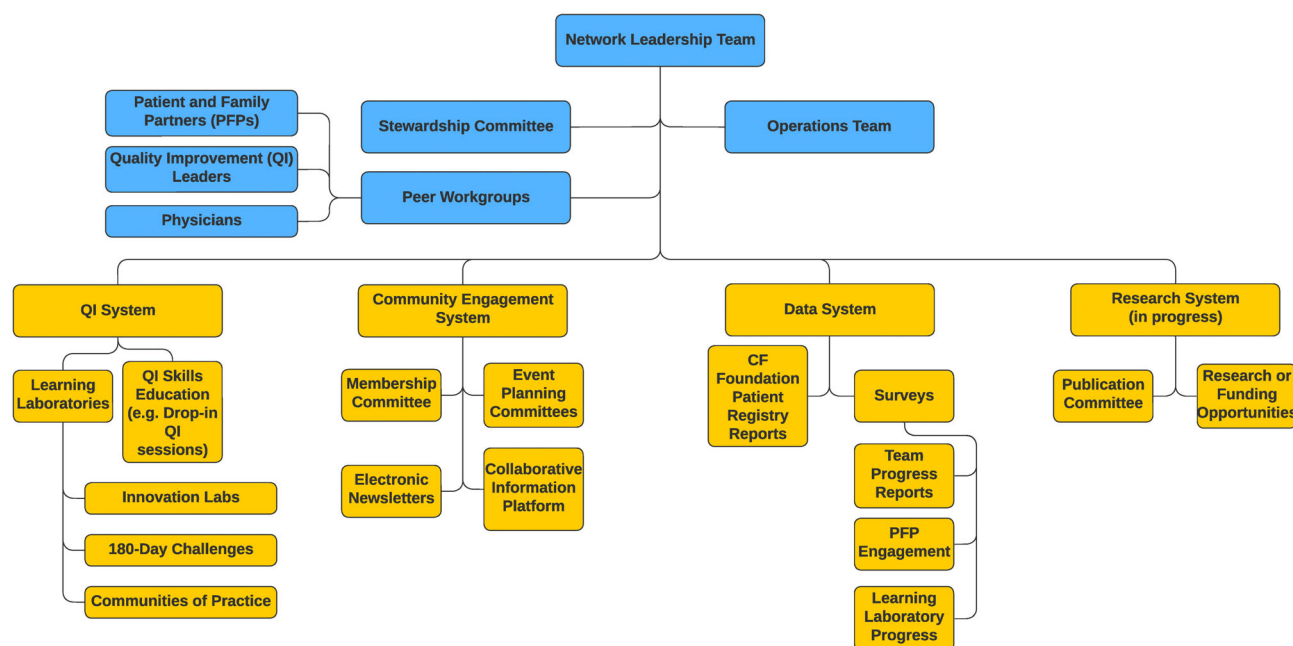 Network Leadership Team
Patient and Family
Partners (PFPs)
Stewardship Committee
Operations Team
Quality Improvement (QI)
Leaders
Peer Workgroups
Physicians
QI System
Community Engagement
System
Data System
Research System
(in progress)
Learning
Laboratories
QI Skills
Education
(e.g. Drop-in
QI
sessions)
Membership
Committee
Event
Planning
Committees
CF
Foundation
Patient
Registry
Reports
Surveys
Publication
Committee
Research or
Funding
Opportunities
Innovation Labs
180-Day Challenges
Communities of Practice
Electronic
Newsletters
Collaborative
Information
Platform
Team
Progress
Reports
PFP
Engagement
Learning
Laboratory
Progress